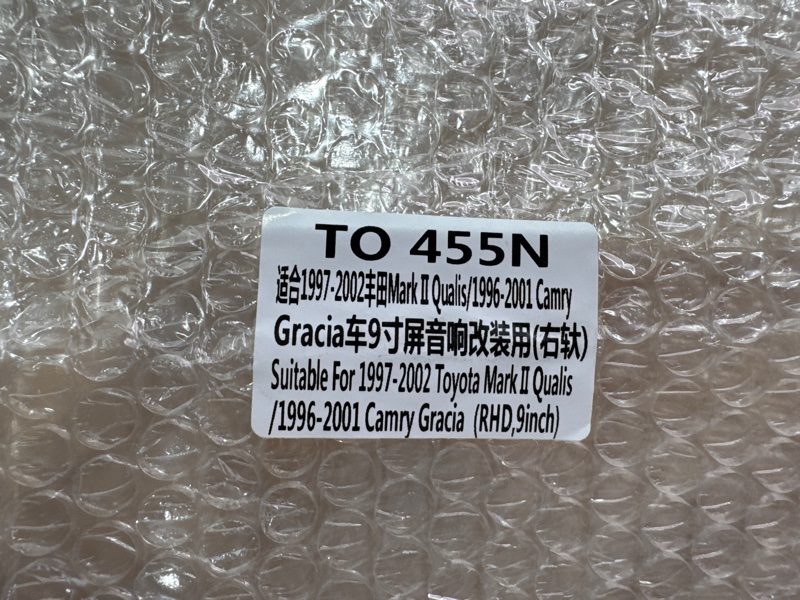 TO 455N
适合1997-2002丰田Mark Ⅱ Qualis/1996-2001 Camry
Gracia车9寸屏音响改装用(右轪)
Suitable For 1997-2002 Toyota Mark Ⅱ Qualis
/1996-2001 Camry Gracia (RHD,9inch)